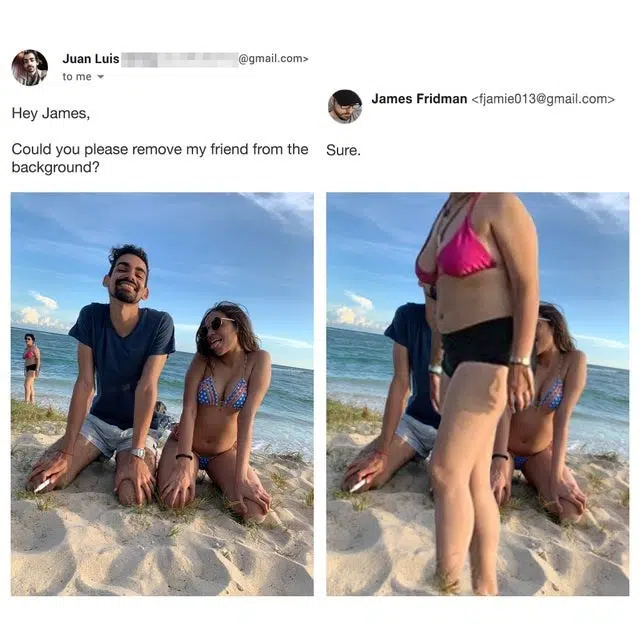 Juan Luis @gmail.com>
to me
Hey James,
Could you please remove my friend from the
background?
James Fridman <fjamie013@gmail.com>
Sure.